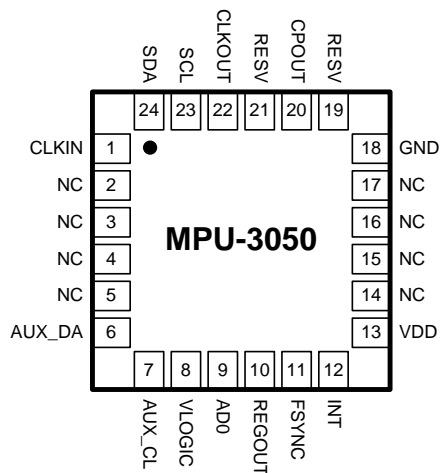 SDA SCL CLKOUT RESV CPOUT RESV
24 23 22 21 20 19
CLKIN 1 18 GND
NC 2 17 NC
NC 3 16 NC
MPU-3050
NC 4 15 NC
NC 5 14 NC
AUX_DA 6 13 VDD
7 8 9 10 11 12
AUX_CL VLOGIC AD0 REGOUT FSYNC INT